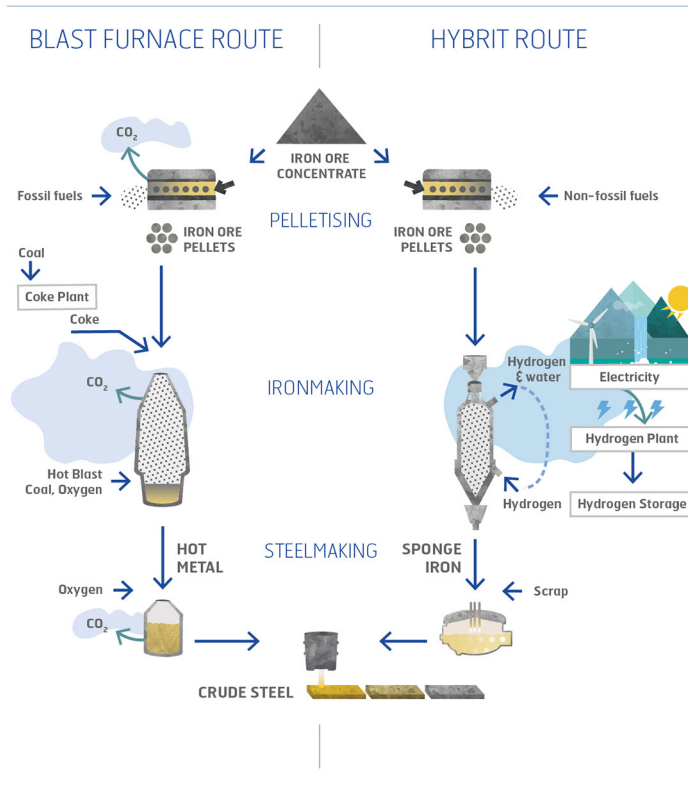 BLAST FURNACE ROUTE
HYBRIT ROUTE
CO2
IRON ORE
CONCENTRATE
Fossil fuels
Non-fossil fuels
PELLETISING
IRON ORE
PELLETS
IRON ORE
PELLETS
Coal
Coke Plant
Coke
CO2
IRONMAKING
Hydrogen
& water
Electricity
Hydrogen Plant
Hot Blast
Coal, Oxygen
Hydrogen
Hydrogen Storage
HOT
METAL
STEELMAKING
SPONGE
IRON
Oxygen
Scrap
CO2
CRUDE STEEL